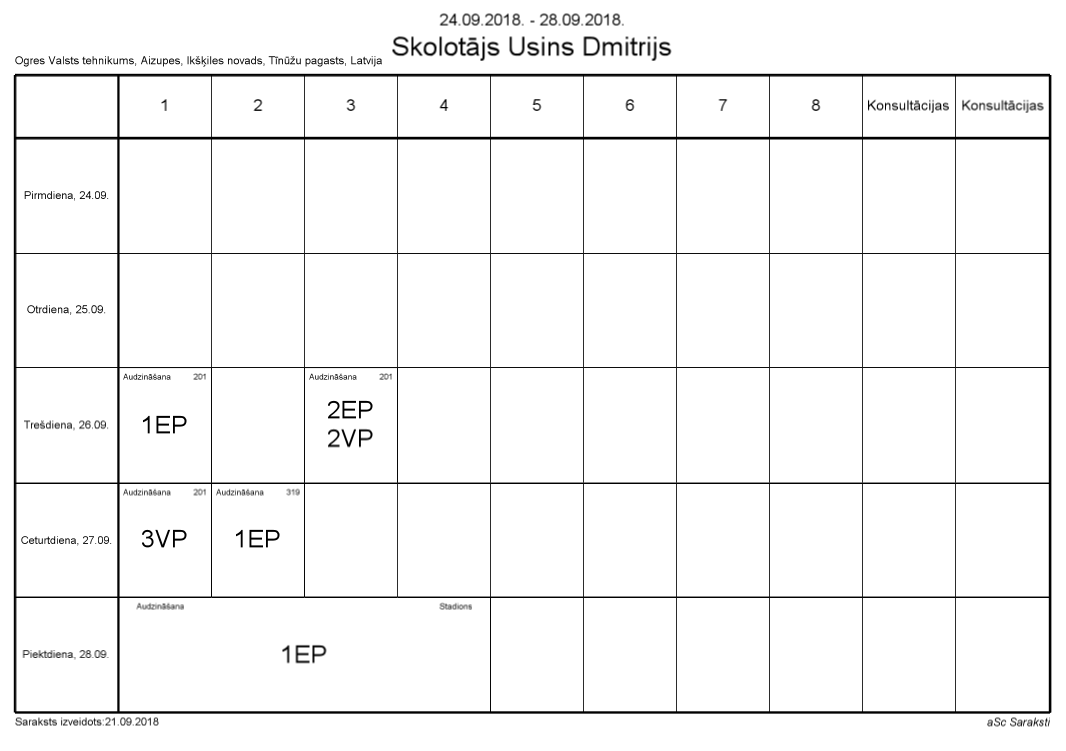 24.09.2018. - 28.09.2018.
Skolotājs Usins Dmitrijs
Ogres Valsts tehnikums, Aizupes, Ikšķiles novads, Tīnūžu pagasts, Latvija
1 2 3 4 5 6 7 8 Konsultācijas Konsultācijas
Pirmdiena, 24.09.
Otrdiena, 25.09.
Trešdiena, 26.09.
Audzināšana 201
1EP
Audzināšana 201
2EP
2VP
Ceturtdiena, 27.09.
Audzināšana 201
3VP
Audzināšana 319
1EP
Piektdiena, 28.09.
Audzināšana Stadions
1EP
Saraksts izveidots:21.09.2018
aSc Saraksti